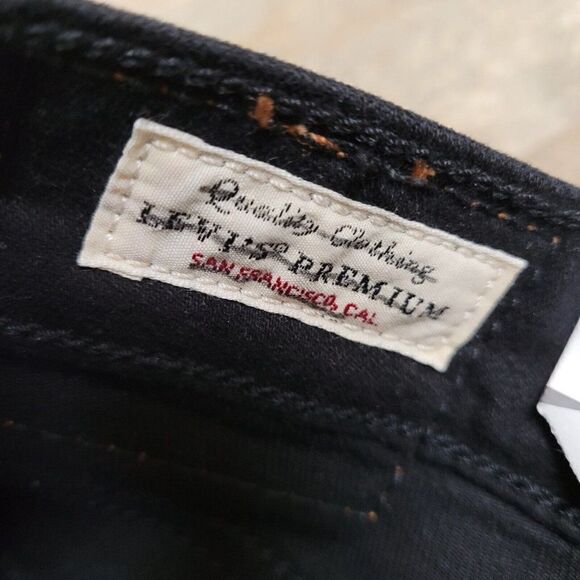 Quality Clothing
LEVI'S® PREMIUM
SAN FRANCISCO, CAL